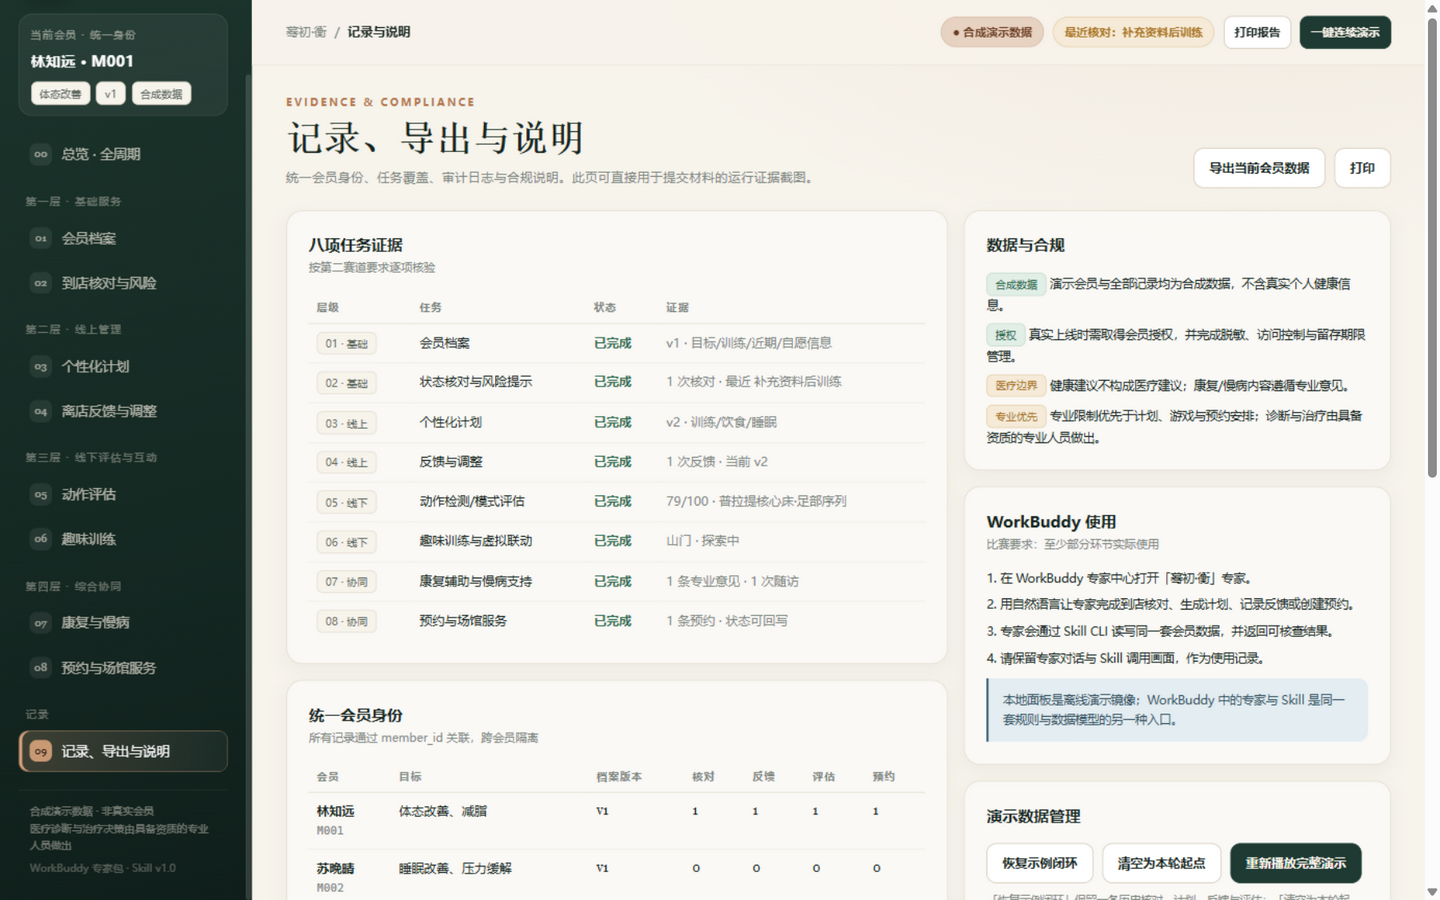 当前会员 · 统一身份
林知远 • M001
体态改善 v1 合成数据
00 总览 · 全周期
第一层 · 基础服务
01 会员档案
02 到店核对与风险
第二层 · 线上管理
03 个性化计划
04 离店反馈与调整
第三层 · 线下评估与互动
05 动作评估
06 趣味训练
第四层 · 综合协同
07 康复与慢病
08 预约与场馆服务
记录
09 记录、导出与说明
合成演示数据 · 非真实会员
医疗诊断与治疗决策由具备资质的专业
人员做出
WorkBuddy 专家包 · Skill v1.0
蕶初·衡 / 记录与说明
• 合成演示数据
最近核对：补充资料后训练
打印报告
一键连续演示
EVIDENCE & COMPLIANCE
记录、导出与说明
统一会员身份、任务覆盖、审计日志与合规说明。此页可直接用于提交材料的运行证据截图。
导出当前会员数据
打印
八项任务证据
按第二赛道要求逐项核验
层级 任务 状态 证据
01 · 基础 会员档案 已完成 v1 · 目标/训练/近期/自愿信息
02 · 基础 状态核对与风险提示 已完成 1 次核对 · 最近 补充资料后训练
03 · 线上 个性化计划 已完成 v2 · 训练/饮食/睡眠
04 · 线上 反馈与调整 已完成 1 次反馈 · 当前 v2
05 · 线下 动作检测/模式评估 已完成 79/100 · 普拉提核心床·足部序列
06 · 线下 趣味训练与虚拟联动 已完成 山门 · 探索中
07 · 协同 康复辅助与慢病支持 已完成 1 条专业意见 · 1 次随访
08 · 协同 预约与场馆服务 已完成 1 条预约 · 状态可回写
统一会员身份
所有记录通过 member_id 关联，跨会员隔离
会员 目标 档案版本 核对 反馈 评估 预约
林知远 体态改善、减脂 V1 1 1 1 1
M001
苏晚晴 睡眠改善、压力缓解 V1 0 0 0 0
M002
数据与合规
合成数据 演示会员与全部记录均为合成数据，不含真实个人健康信
息。
授权 真实上线时需取得会员授权，并完成脱敏、访问控制与留存期限
管理。
医疗边界 健康建议不构成医疗建议；康复/慢病内容遵循专业意见。
专业优先 专业限制优先于计划、游戏与预约安排；诊断与治疗由具备
资质的专业人员做出。
WorkBuddy 使用
比赛要求：至少部分环节实际使用
1. 在 WorkBuddy 专家中心打开「蕶初·衡」专家。
2. 用自然语言让专家完成到店核对、生成计划、记录反馈或创建预约。
3. 专家会通过 Skill CLI 读写同一套会员数据，并返回可核查结果。
4. 请保留专家对话与 Skill 调用画面，作为使用记录。
本地面板是离线演示镜像；WorkBuddy 中的专家与 Skill 是同一
套规则与数据模型的另一种入口。
演示数据管理
恢复示例闭环
清空为本轮起点
重新播放完整演示